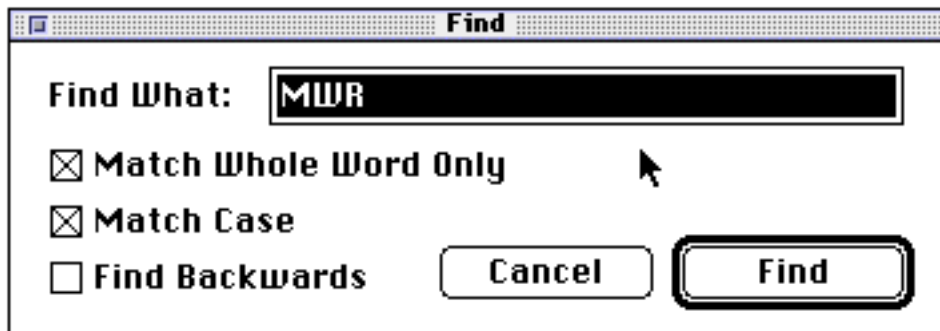 Find
Find What: MWR
Match Whole Word Only
Match Case
Find Backwards
Cancel
Find